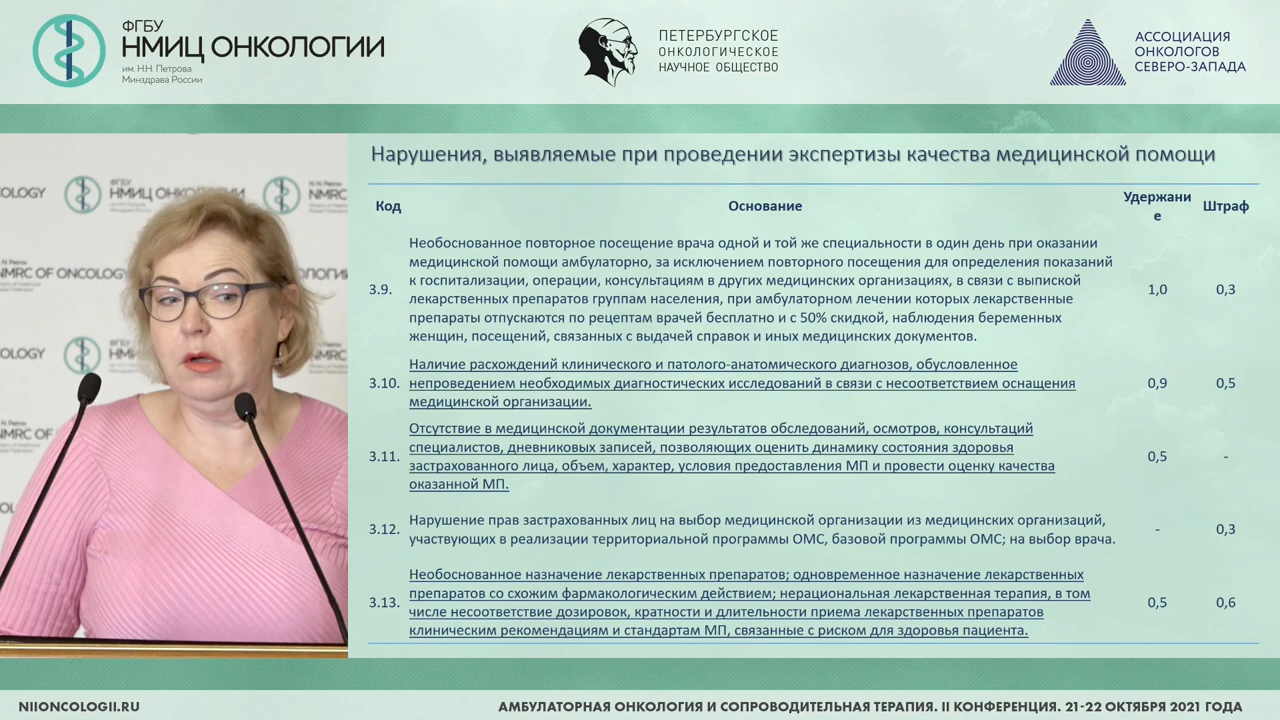 ФГБУ
НМИЦ ОНКОЛОГИИ
им. Н.Н. Петрова
Минздрава России
ПЕТЕРБУРГСКОЕ
ОНКОЛОГИЧЕСКОЕ
НАУЧНОЕ ОБЩЕСТВО
АССОЦИАЦИЯ
ОНКОЛОГОВ
СЕВЕРО-ЗАПАДА
OLOGY
ФГБУ
НМИЦ ОНКОЛОГИИ
NMRC
NMRC OF ONCOLOGY
OLOGY
NMRC OF
Нарушения, выявляемые при проведении экспертизы качества медицинской помощи
Код Основание Удержани
е Штраф
3.9. Необоснованное повторное посещение врача одной и той же специальности в один день при оказании
медицинской помощи амбулаторно, за исключением повторного посещения для определения показаний
к госпитализации, операции, консультациям в других медицинских организациях, в связи с выпиской
лекарственных препаратов группам населения, при амбулаторном лечении которых лекарственные
препараты отпускаются по рецептам врачей бесплатно и с 50% скидкой, наблюдения беременных
женщин, посещений, связанных с выдачей справок и иных медицинских документов.
1,0 0,3
3.10. Наличие расхождений клинического и патолого-анатомического диагнозов, обусловленное
непроведением необходимых диагностических исследований в связи с несоответствием оснащения
медицинской организации.
0,9 0,5
3.11. Отсутствие в медицинской документации результатов обследований, осмотров, консультаций
специалистов, дневниковых записей, позволяющих оценить динамику состояния здоровья
застрахованного лица, объем, характер, условия предоставления МП и провести оценку качества
оказанной МП.
0,5 -
3.12. Нарушение прав застрахованных лиц на выбор медицинской организации из медицинских организаций,
участвующих в реализации территориальной программы ОМС, базовой программы ОМС; на выбор врача.
- 0,3
3.13. Необоснованное назначение лекарственных препаратов; одновременное назначение лекарственных
препаратов со схожим фармакологическим действием; нерациональная лекарственная терапия, в том
числе несоответствие дозировок, кратности и длительности приема лекарственных препаратов
клиническим рекомендациям и стандартам МП, связанные с риском для здоровья пациента.
0,5 0,6
NIIONCOLOGII.RU
АМБУЛАТОРНАЯ ОНКОЛОГИЯ И СОПРОВОДИТЕЛЬНАЯ ТЕРАПИЯ. II КОНФЕРЕНЦИЯ. 21-22 ОКТЯБРЯ 2021 ГОДА